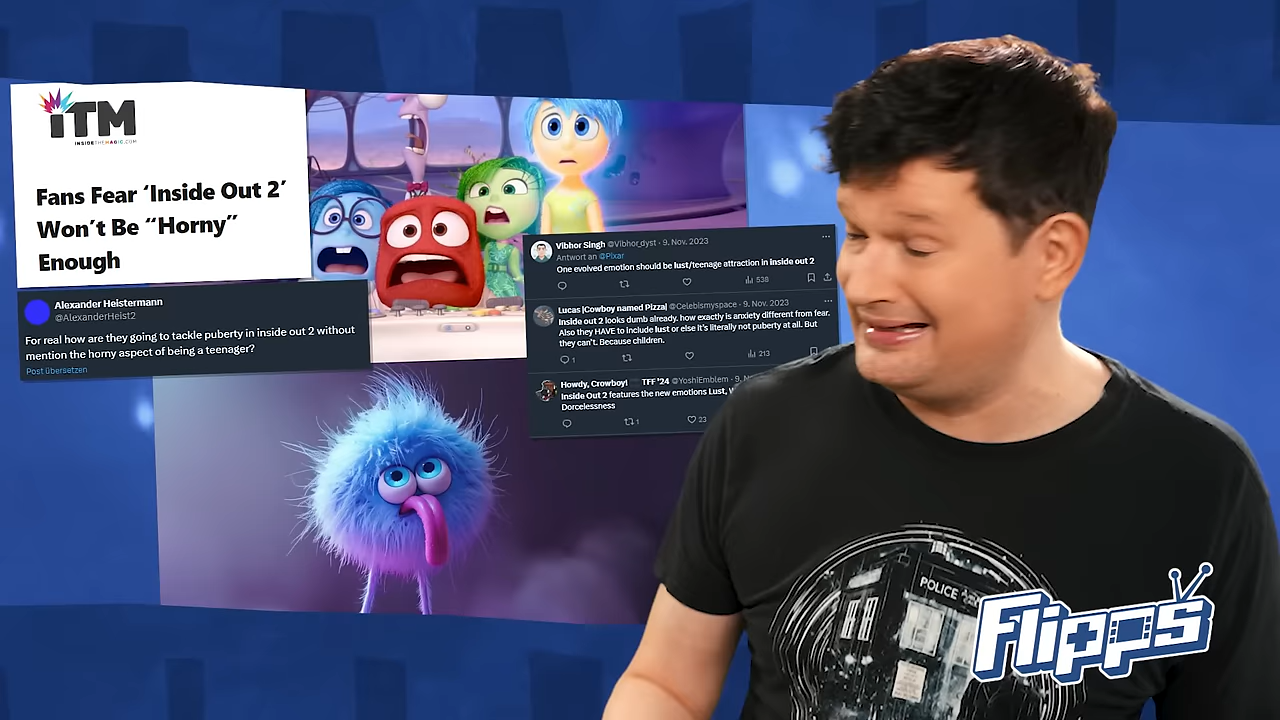 iTM
INSIDETHEMAGIC.COM
Fans Fear ‘Inside Out 2’
Won’t Be “Horny”
Enough
Alexander Heistermann
@AlexanderHeist2
For real how are they going to tackle puberty in inside out 2 without
mention the horny aspect of being a teenager?
Post übersetzen
Vibhor Singh @Vibhor_dyst · 9. Nov. 2023
Antwort an @Pixar
One evolved emotion should be lust/teenage attraction in inside out 2
538
Lucas |Cowboy named Pizza| @Celebismyspace · 9. Nov. 2023
Inside out 2 looks dumb already. how exactly is anxiety different from fear.
Also they HAVE to include lust or else it's literally not puberty at all. But
they can't. Because children.
1 213
Howdy, Crowboy! TFF '24 @YoshiEmblem · 9.
Inside Out 2 features the new emotions Lust,
Dorcelessness
1 23
POLICE
Flipps